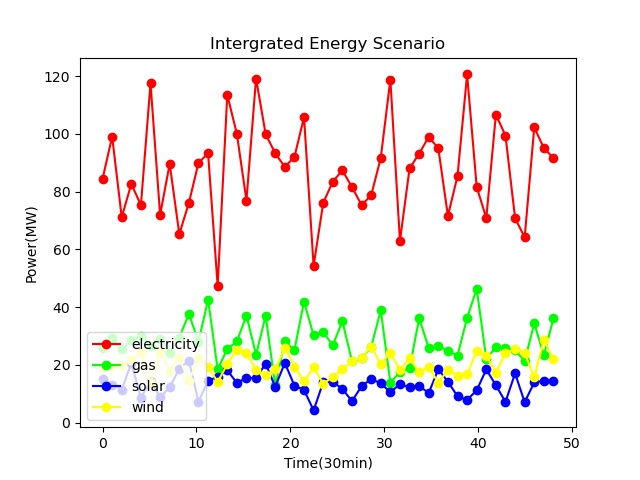 Intergrated Energy Scenario
Power(MW)
120
100
80
60
40
20
0
electricity
gas
solar
wind
0 10 20 30 40 50
Time(30min)